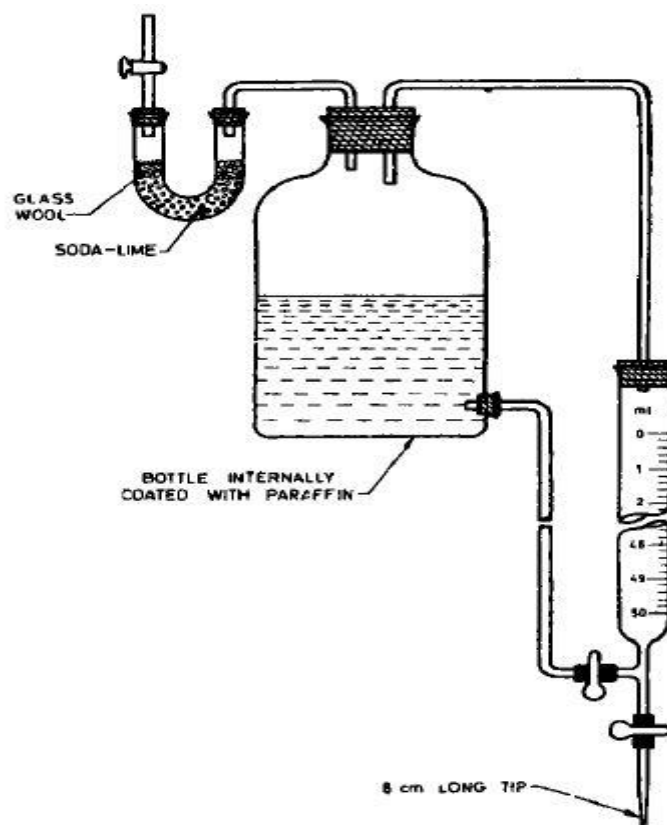 GLASS
WOOL
SODA-LIME
BOTTLE INTERNALLY
COATED WITH PARAFFIN
ml
0
1
2
48
49
50
8 cm LONG TIP